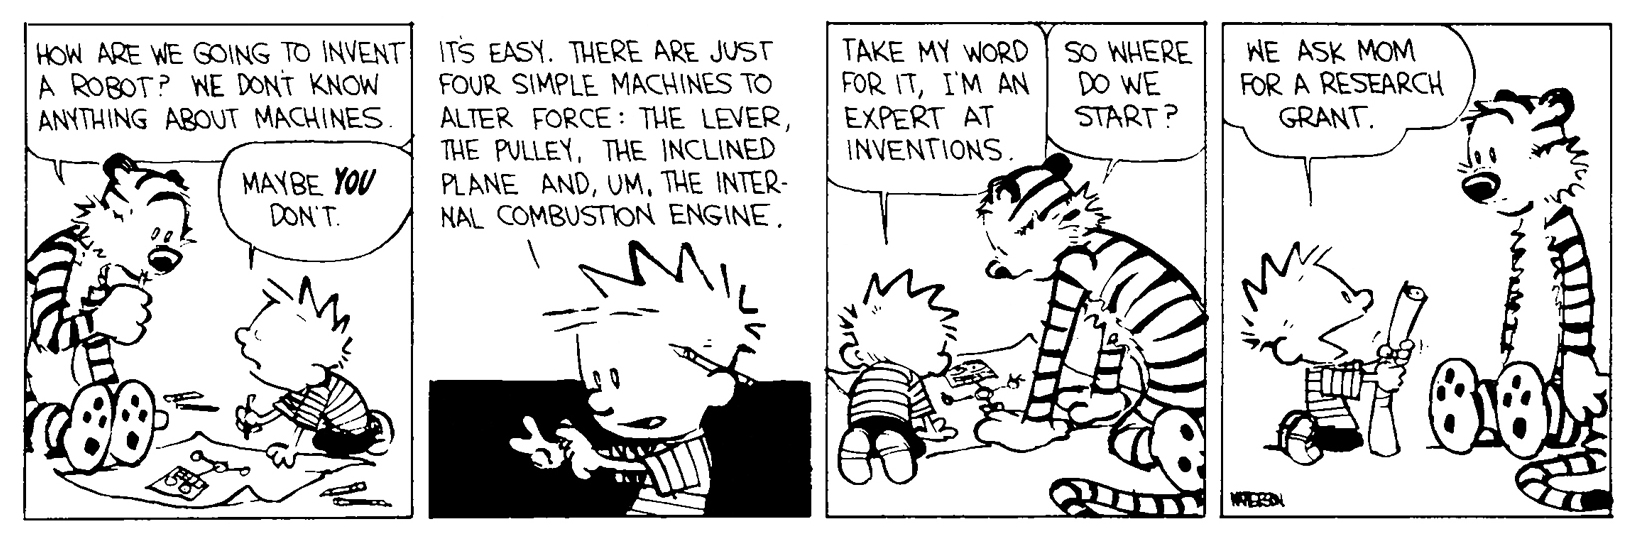 HOW ARE WE GOING TO INVENT
A ROBOT? WE DON'T KNOW
ANYTHING ABOUT MACHINES.
MAYBE YOU
DON'T.
IT'S EASY. THERE ARE JUST
FOUR SIMPLE MACHINES TO
ALTER FORCE: THE LEVER,
THE PULLEY, THE INCLINED
PLANE AND, UM, THE INTER-
NAL COMBUSTION ENGINE.
TAKE MY WORD
FOR IT, I'M AN
EXPERT AT
INVENTIONS.
SO WHERE
DO WE
START?
WE ASK MOM
FOR A RESEARCH
GRANT.
WATTERSON